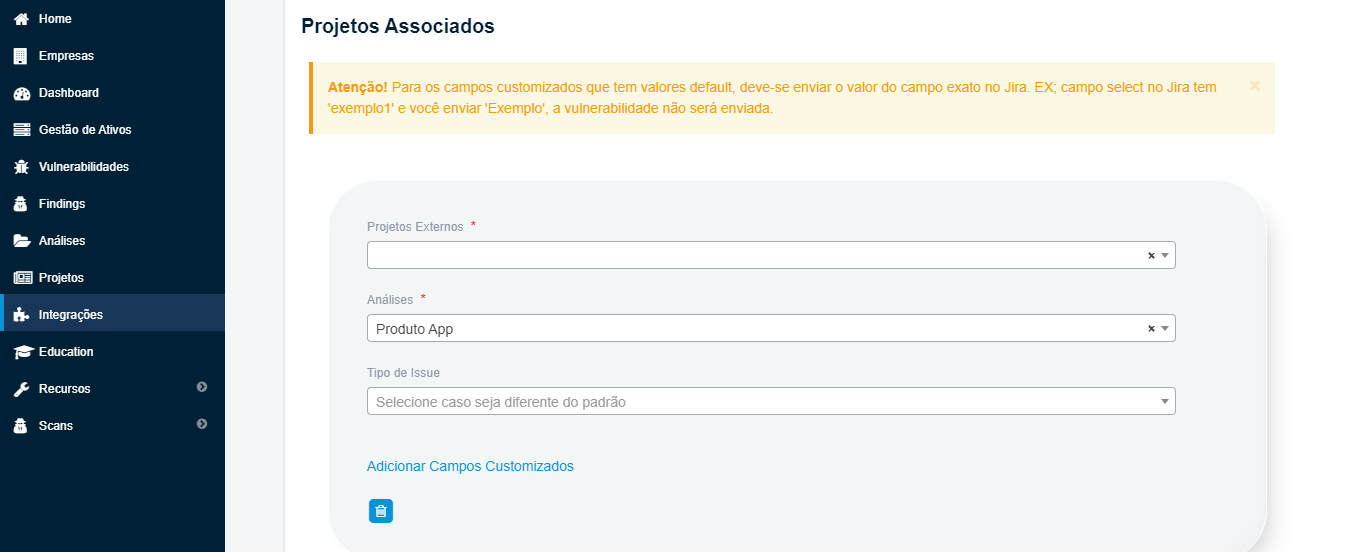 Home
Empresas
Dashboard
Gestão de Ativos
Vulnerabilidades
Findings
Análises
Projetos
Integrações
Education
Recursos
Scans
Projetos Associados
Atenção! Para os campos customizados que tem valores default, deve-se enviar o valor do campo exato no Jira. EX; campo select no Jira tem
'exemplo1' e você enviar 'Exemplo', a vulnerabilidade não será enviada.
×
Projetos Externos *
×
Análises *
Produto App ×
Tipo de Issue
Selecione caso seja diferente do padrão
Adicionar Campos Customizados